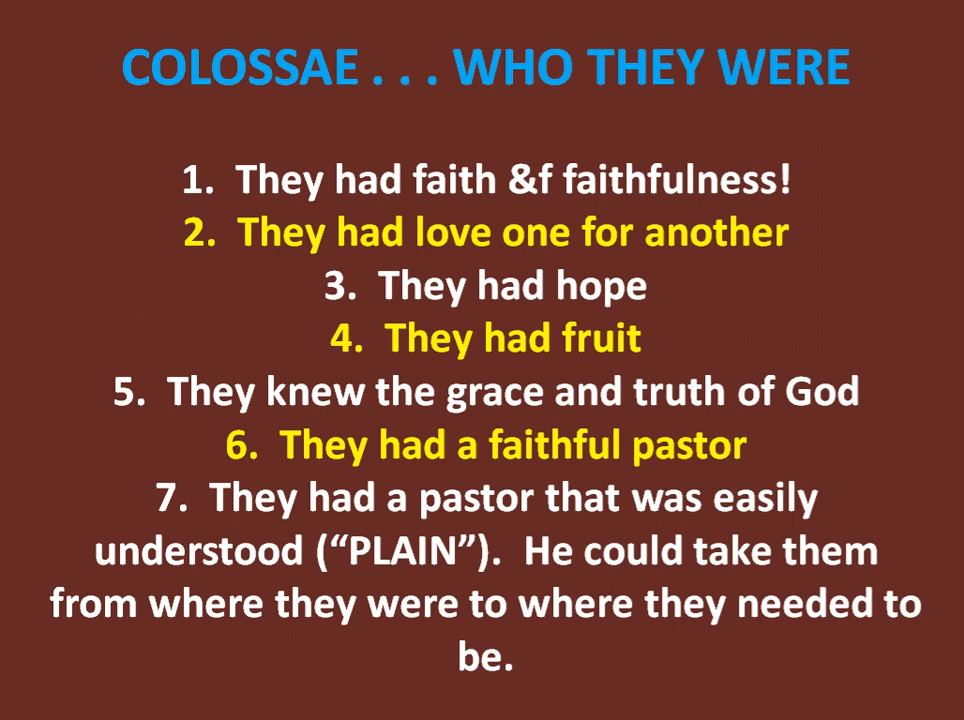 COLOSSAE . . . WHO THEY WERE
1. They had faith &f faithfulness!
2. They had love one for another
3. They had hope
4. They had fruit
5. They knew the grace and truth of God
6. They had a faithful pastor
7. They had a pastor that was easily
understood (“PLAIN”). He could take them
from where they were to where they needed to
be.